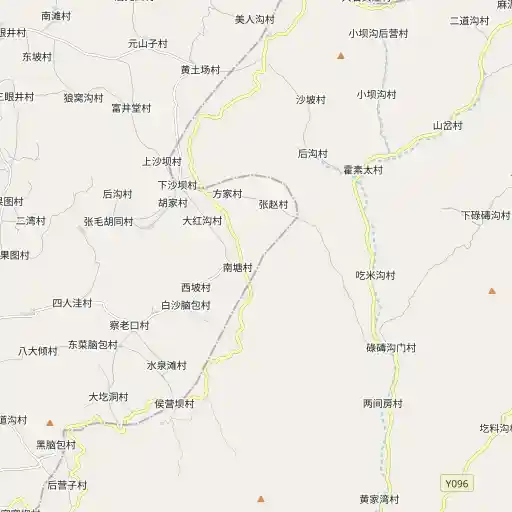 美人沟村
南滩村
二道沟村
小坝沟后营村
元山子村
东坡村
黄土场村
三眼井村
狼窝沟村
富井堂村
沙坡村
小坝沟村
山岔村
上沙坝村
后沟村
霍素太村
下沙坝村
后沟村
方家村
胡家村
张赵村
果图村
二湾村
张毛胡同村
大红沟村
下碌碡沟村
果图村
南塘村
吃米沟村
西坡村
四人洼村
白沙脑包村
察老口村
东菜脑包村
八大倾村
碌碡沟门村
水泉滩村
大圪洞村
侯营坝村
两间房村
道沟村
圪料沟村
黑脑包村
后营子村
Y096
黄家湾村